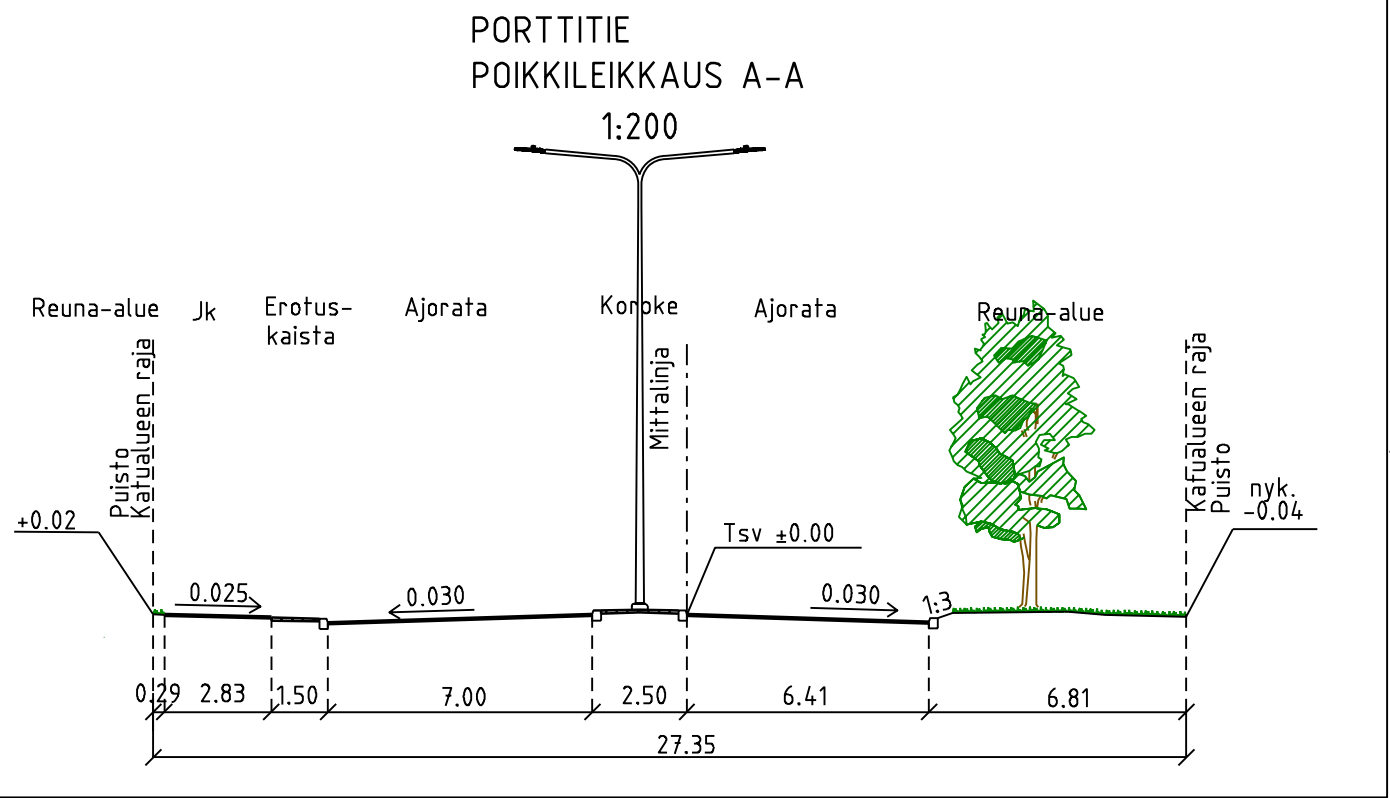 PORTTITIE
POIKKILEIKKAUS A-A
1:200
Reuna-alue
Jk
Erotus-
kaista
Ajorata
Koroke
Ajorata
Reuna-alue
Puisto
Katualueen raja
Mittalinja
Katualueen raja
Puisto
+0.02
nyk.
-0.04
Tsv ±0.00
0.025
0.030
0.030
1:3
0.29
2.83
1.50
7.00
2.50
6.41
6.81
27.35